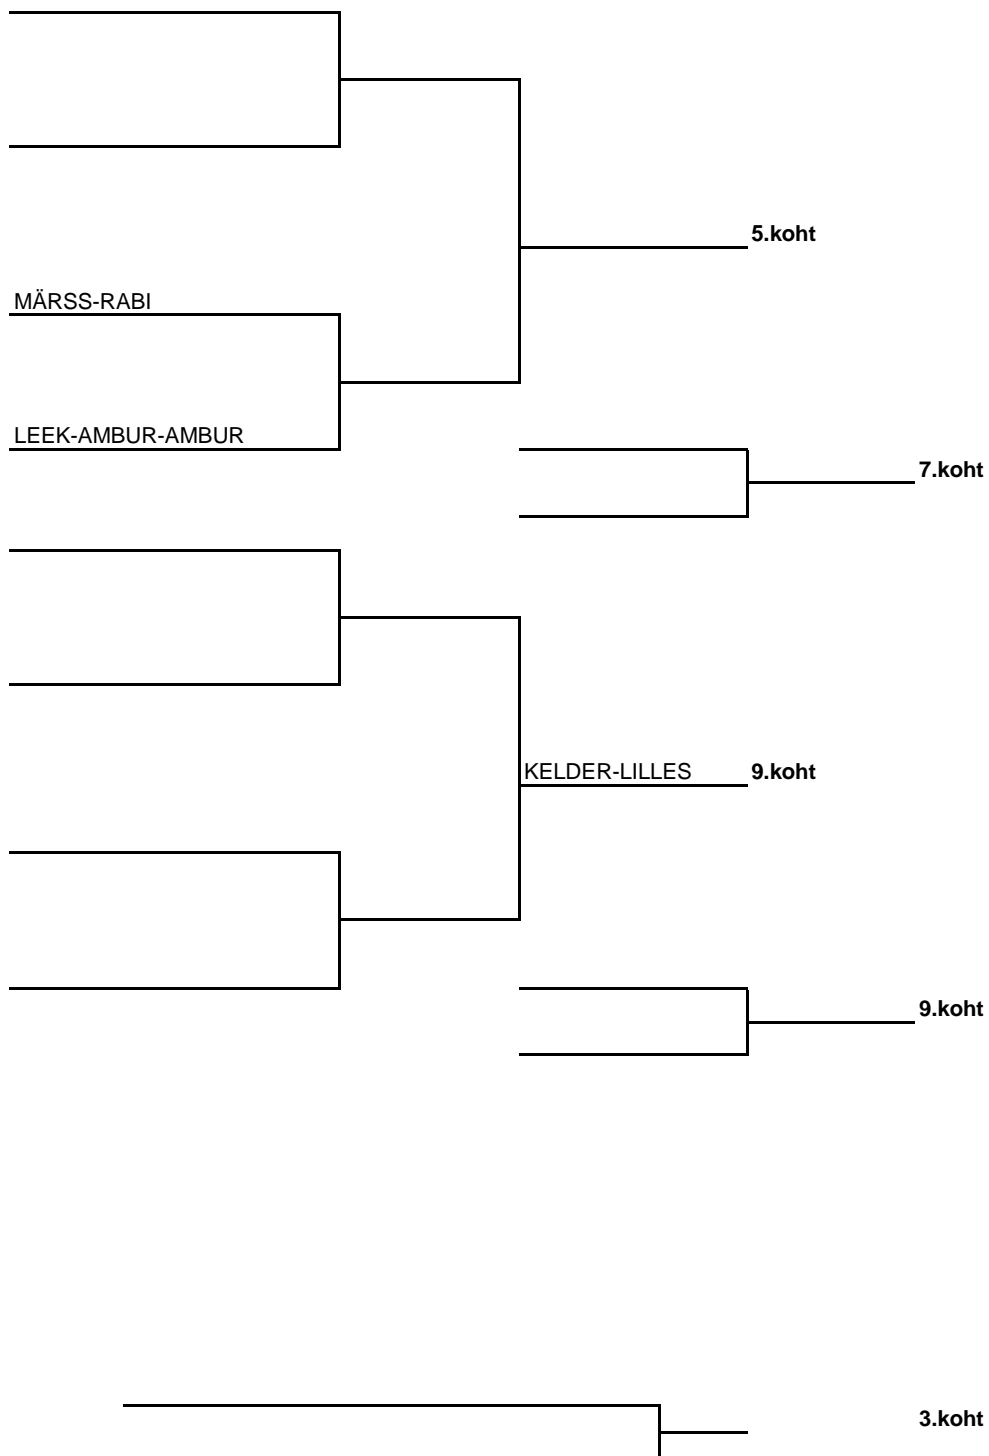 5.koht
MÄRSS-RABI
LEEK-AMBUR-AMBUR
7.koht
KELDER-LILLES
9.koht
9.koht
3.koht